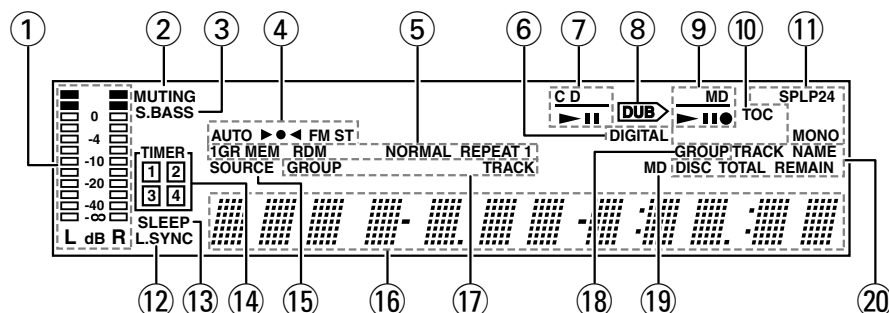 ① ② ③ ④ ⑤ ⑥ ⑦ ⑧ ⑨ ⑩ ⑪
MUTING
S.BASS
CD DUB MD SPLP24
TOC
AUTO ►●◄ FM ST DIGITAL MONO
1GR MEM RDM NORMAL REPEAT 1 GROUP TRACK NAME
SOURCE GROUP TRACK MD DISC TOTAL REMAIN
0
-4
-10
-20
-40
-∞
L dB R
TIMER
1 2
3 4
SLEEP
L.SYNC
⑫ ⑬ ⑭ ⑮ ⑯ ⑰ ⑱ ⑲ ⑳